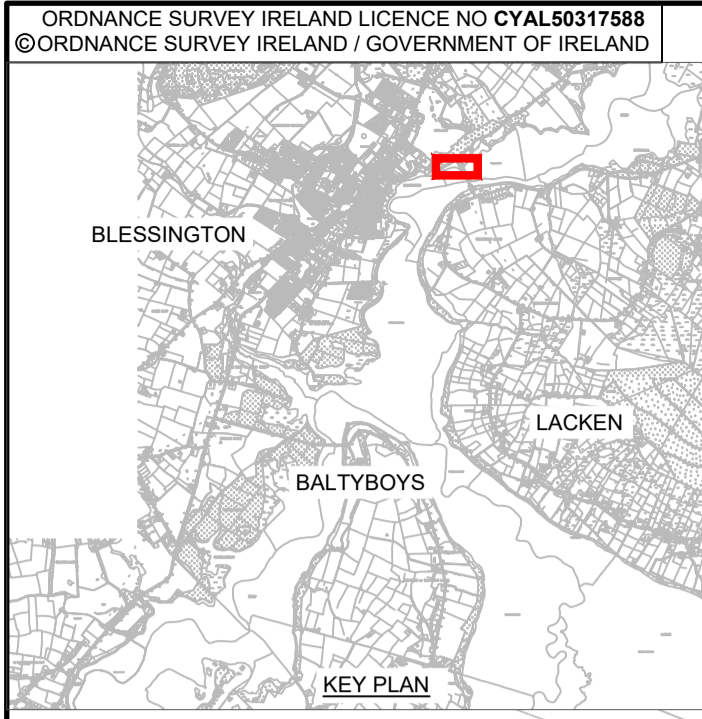 ORDNANCE SURVEY IRELAND LICENCE NO CYAL50317588
©ORDNANCE SURVEY IRELAND / GOVERNMENT OF IRELAND
BLESSINGTON
LACKEN
BALTYBOYS
KEY PLAN